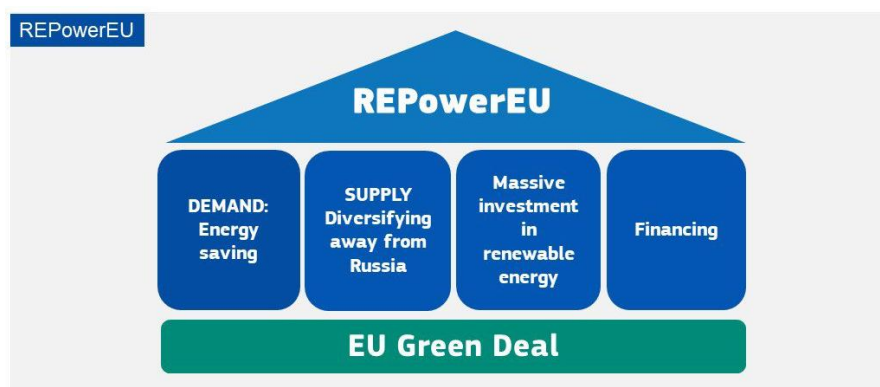 REPowerEU
REPowerEU
DEMAND:
Energy
saving
SUPPLY
Diversifying
away from
Russia
Massive
investment
in
renewable
energy
Financing
EU Green Deal